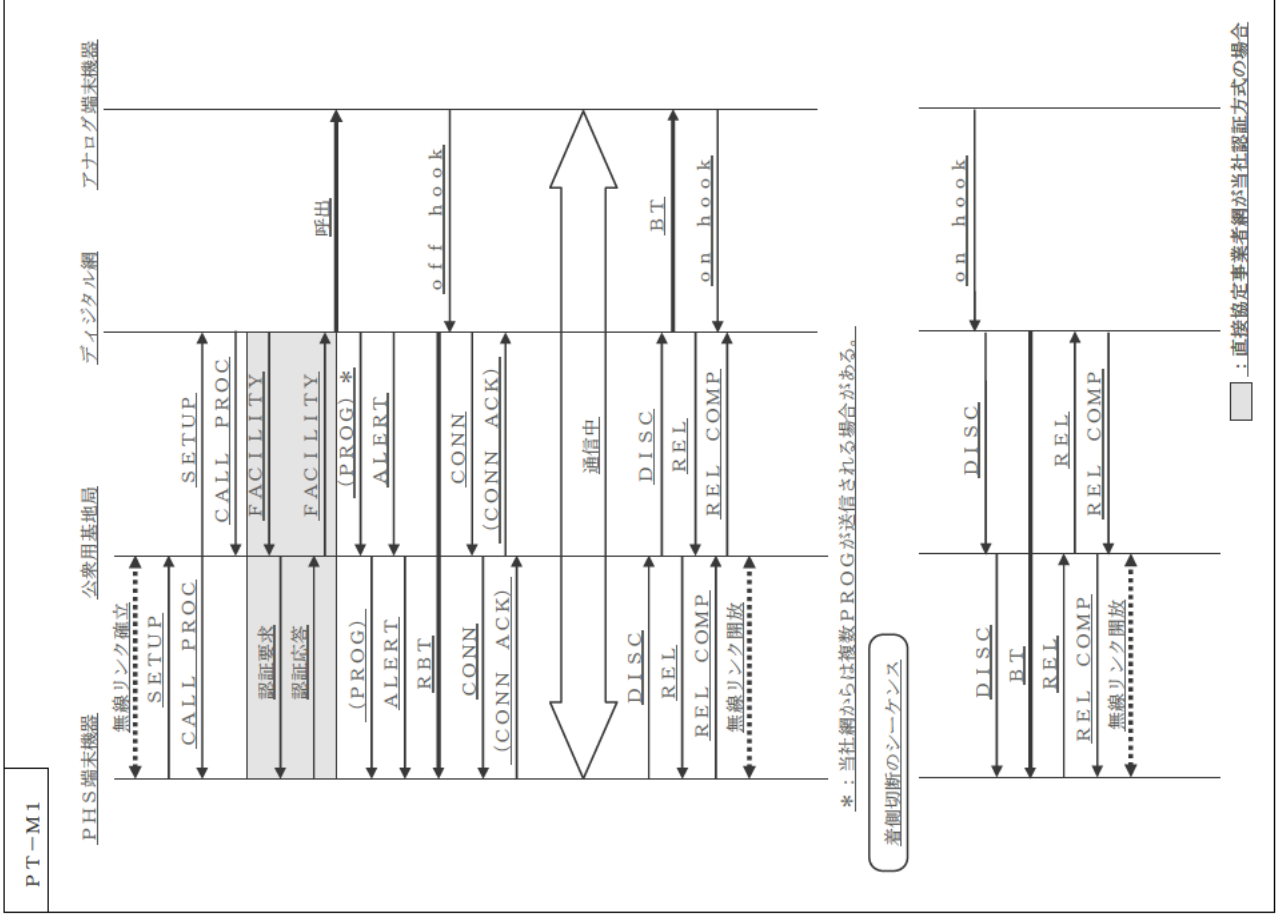 PT－M1
PHS端末機器
公衆用基地局
ディジタル網
アナログ端末機器
無線リンク確立
SETUP
SETUP
CALL PROC
CALL PROC
FACILITY
認証要求
認証応答
FACILITY
呼出
(PROG)＊
(PROG)
ALERT
ALERT
RBT
off hook
CONN
CONN
(CONN ACK)
(CONN ACK)
通信中
DISC
DISC
BT
REL
REL
on hook
REL COMP
REL COMP
無線リンク開放
＊：当社網からは複数PROGが送信される場合がある。
着側切断のシーケンス
on hook
DISC
DISC
BT
REL
REL
REL COMP
REL COMP
無線リンク開放
：直接協定事業者網が当社認証方式の場合